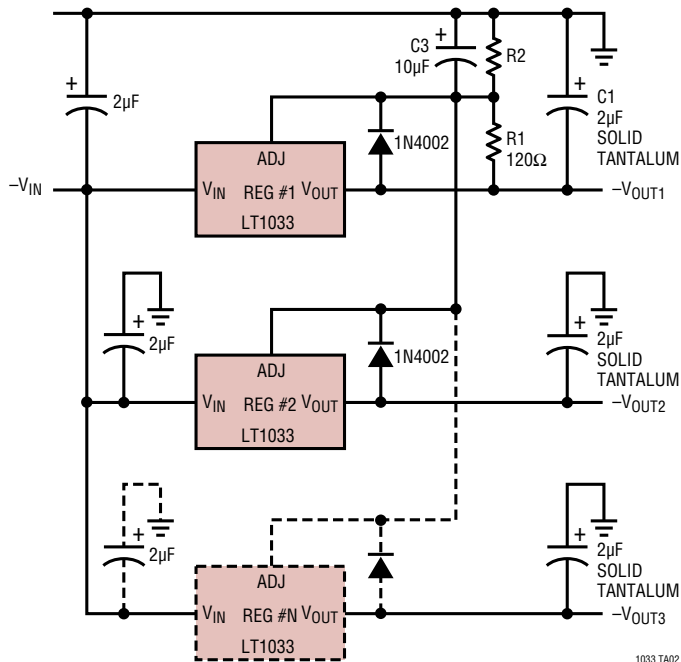 +
2µF
C3
10µF
+
R2
+
C1
2µF
SOLID
TANTALUM
ADJ
1N4002
R1
120Ω
–VIN
VIN REG #1 VOUT
LT1033
–VOUT1
+
2µF
ADJ
1N4002
+
2µF
SOLID
TANTALUM
VIN REG #2 VOUT
LT1033
–VOUT2
+
2µF
ADJ
+
2µF
SOLID
TANTALUM
VIN REG #N VOUT
LT1033
–VOUT3
1033 TA02